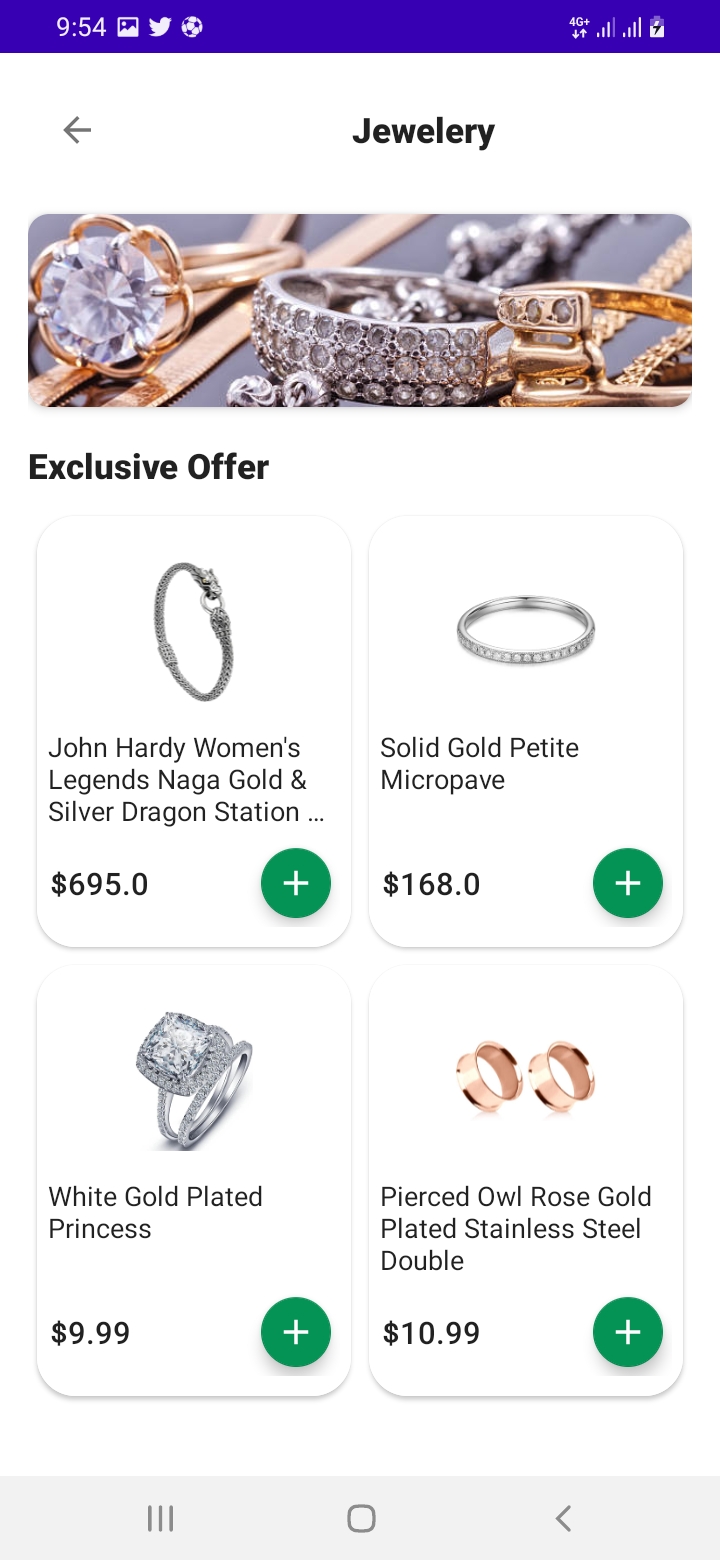 9:54
4G+
Jewelery
Exclusive Offer
John Hardy Women's
Legends Naga Gold &
Silver Dragon Station ...
$695.0
Solid Gold Petite
Micropave
$168.0
White Gold Plated
Princess
$9.99
Pierced Owl Rose Gold
Plated Stainless Steel
Double
$10.99